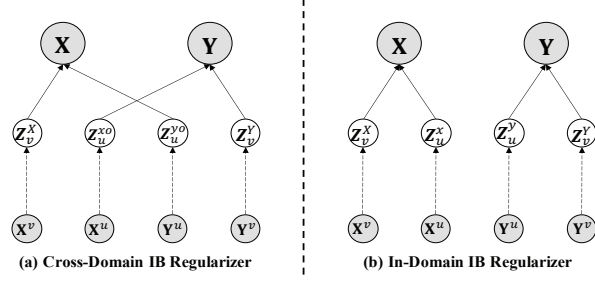 X Y X Y
Z_v^X Z_u^{xo} Z_u^{yo} Z_v^Y Z_v^X Z_u^x Z_u^y Z_v^Y
X^v X^u Y^u Y^v X^v X^u Y^u Y^v
(a) Cross-Domain IB Regularizer (b) In-Domain IB Regularizer